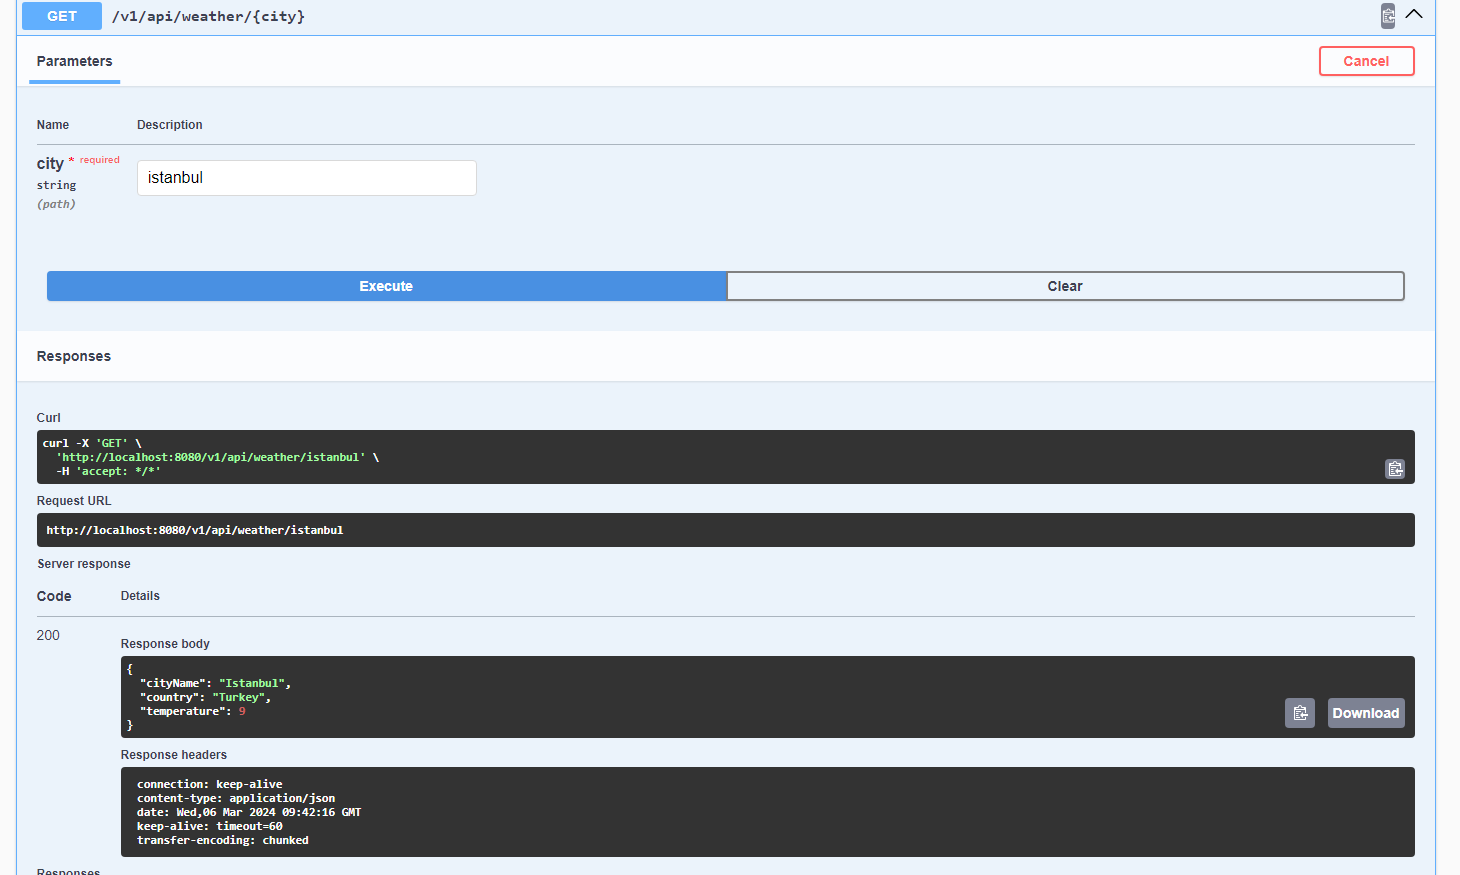 GET /v1/api/weather/{city}
Parameters
Cancel
Name Description
city * required
string
(path)
istanbul
Execute
Clear
Responses
Curl
curl -X 'GET' \
  'http://localhost:8080/v1/api/weather/istanbul' \
  -H 'accept: */*'
Request URL
http://localhost:8080/v1/api/weather/istanbul
Server response
Code Details
200
Response body
{
  "cityName": "Istanbul",
  "country": "Turkey",
  "temperature": 9
}
Download
Response headers
connection: keep-alive
content-type: application/json
date: Wed,06 Mar 2024 09:42:16 GMT
keep-alive: timeout=60
transfer-encoding: chunked
Responses